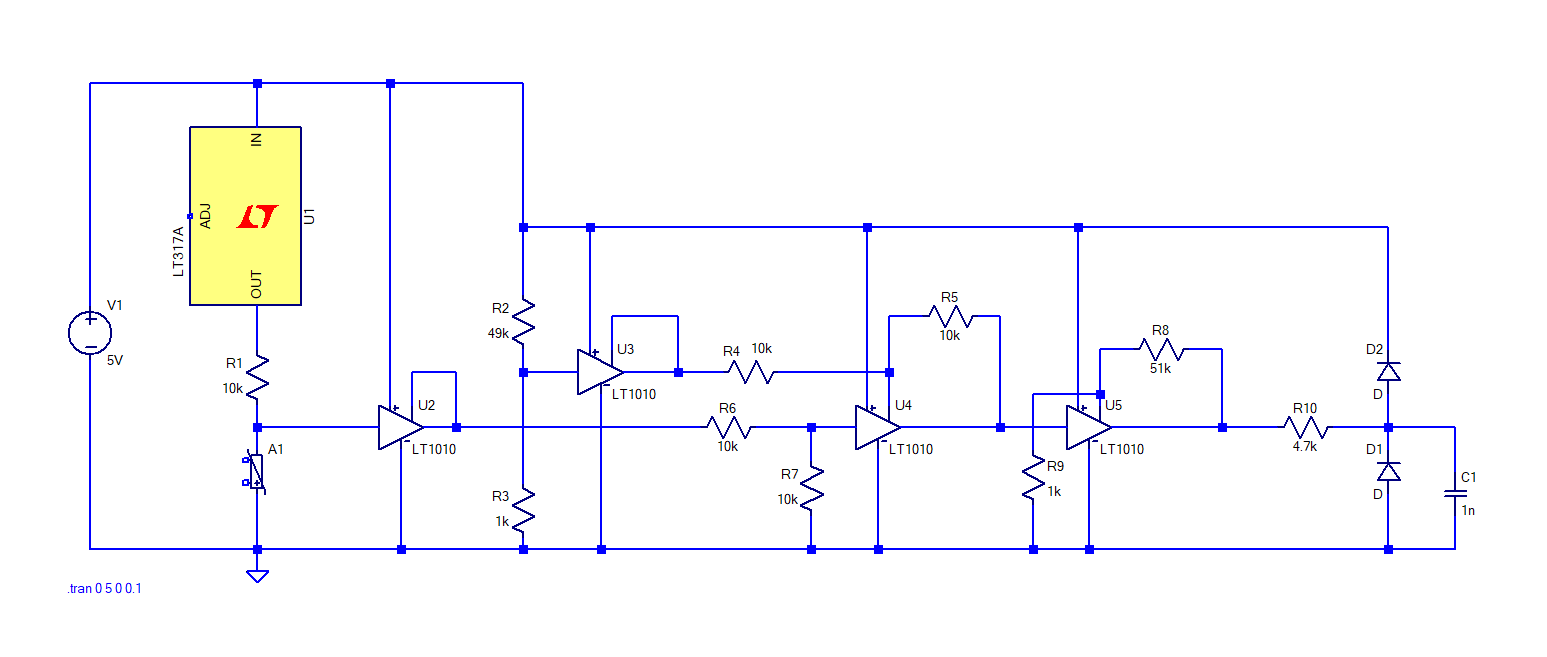 IN
ADJ
U1
LT317A
OUT
V1
5V
R1
10k
A1
U2
LT1010
R2
49k
R3
1k
U3
LT1010
R4
10k
R5
10k
R6
10k
R7
10k
U4
LT1010
R8
51k
U5
LT1010
R9
1k
R10
4.7k
D2
D
D1
D
C1
1n
.tran 0 5 0 0.1